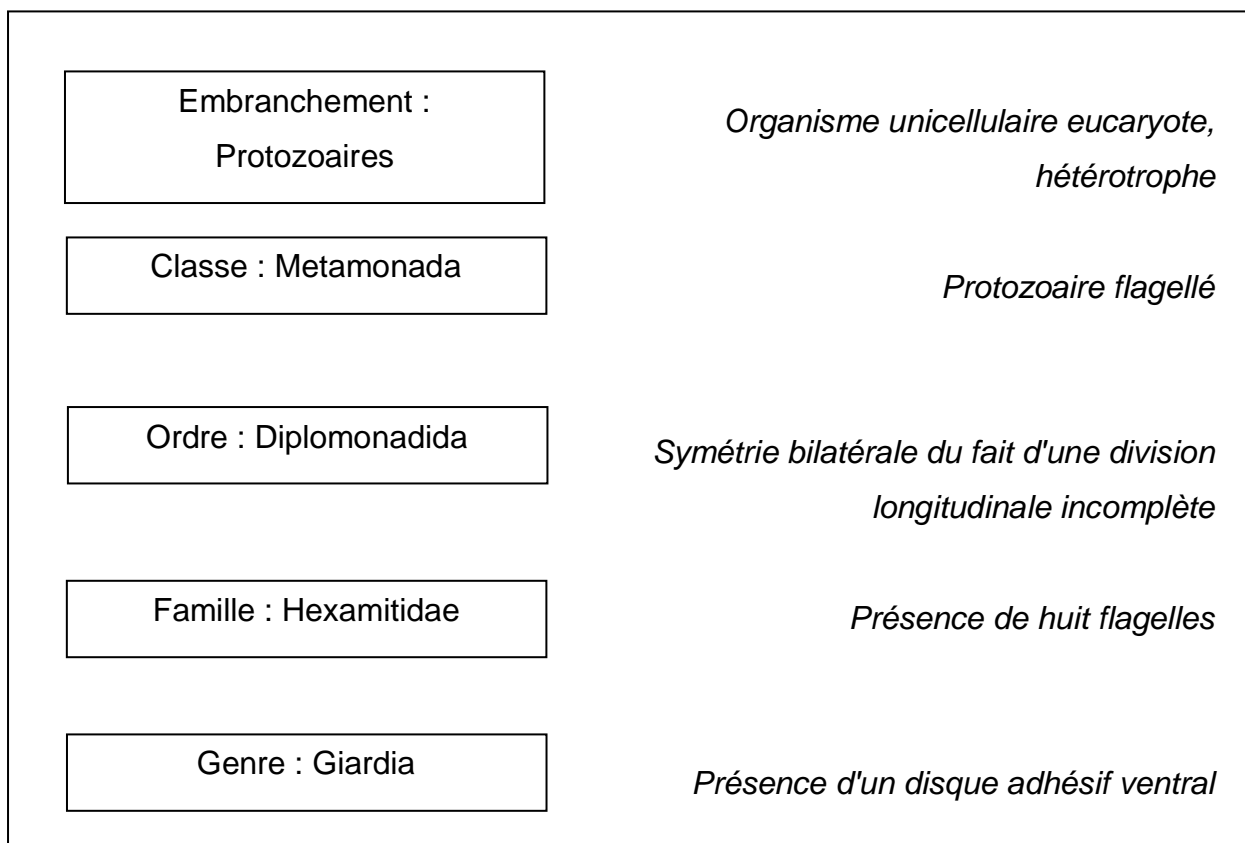 Embranchement :
Protozoaires
Organisme unicellulaire eucaryote,
hétérotrophe
Classe : Metamonada
Protozoaire flagellé
Ordre : Diplomonadida
Symétrie bilatérale du fait d'une division
longitudinale incomplète
Famille : Hexamitidae
Présence de huit flagelles
Genre : Giardia
Présence d'un disque adhésif ventral